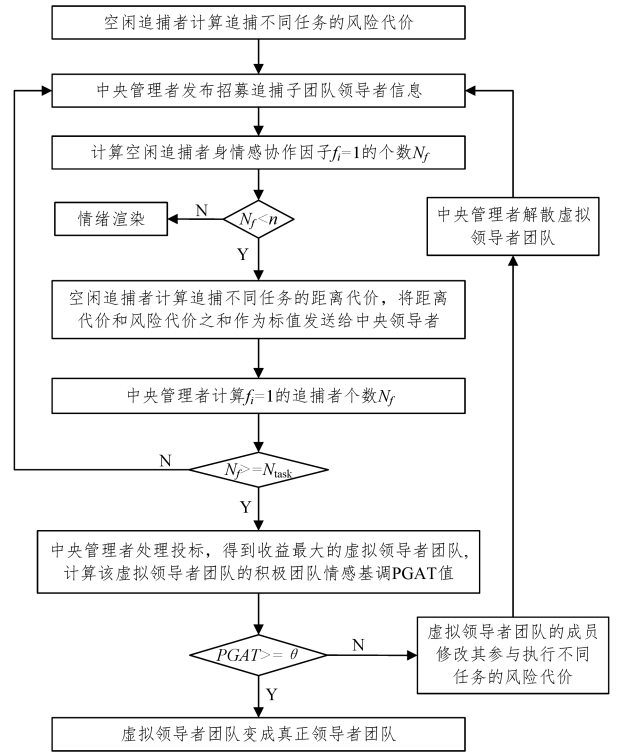 空闲追捕者计算追捕不同任务的风险代价
中央管理者发布招募追捕子团队领导者信息
计算空闲追捕者身情感协作因子fi=1的个数Nf
情绪渲染
N
Nf<n
Y
中央管理者解散虚拟
领导者团队
空闲追捕者计算追捕不同任务的距离代价，将距离
代价和风险代价之和作为标值发送给中央领导者
中央管理者计算fi=1的追捕者个数Nf
N
Nf>=Ntask
Y
中央管理者处理投标，得到收益最大的虚拟领导者团队,
计算该虚拟领导者团队的积极团队情感基调PGAT值
PGAT>= θ
N
虚拟领导者团队的成员
修改其参与执行不同
任务的风险代价
Y
虚拟领导者团队变成真正领导者团队